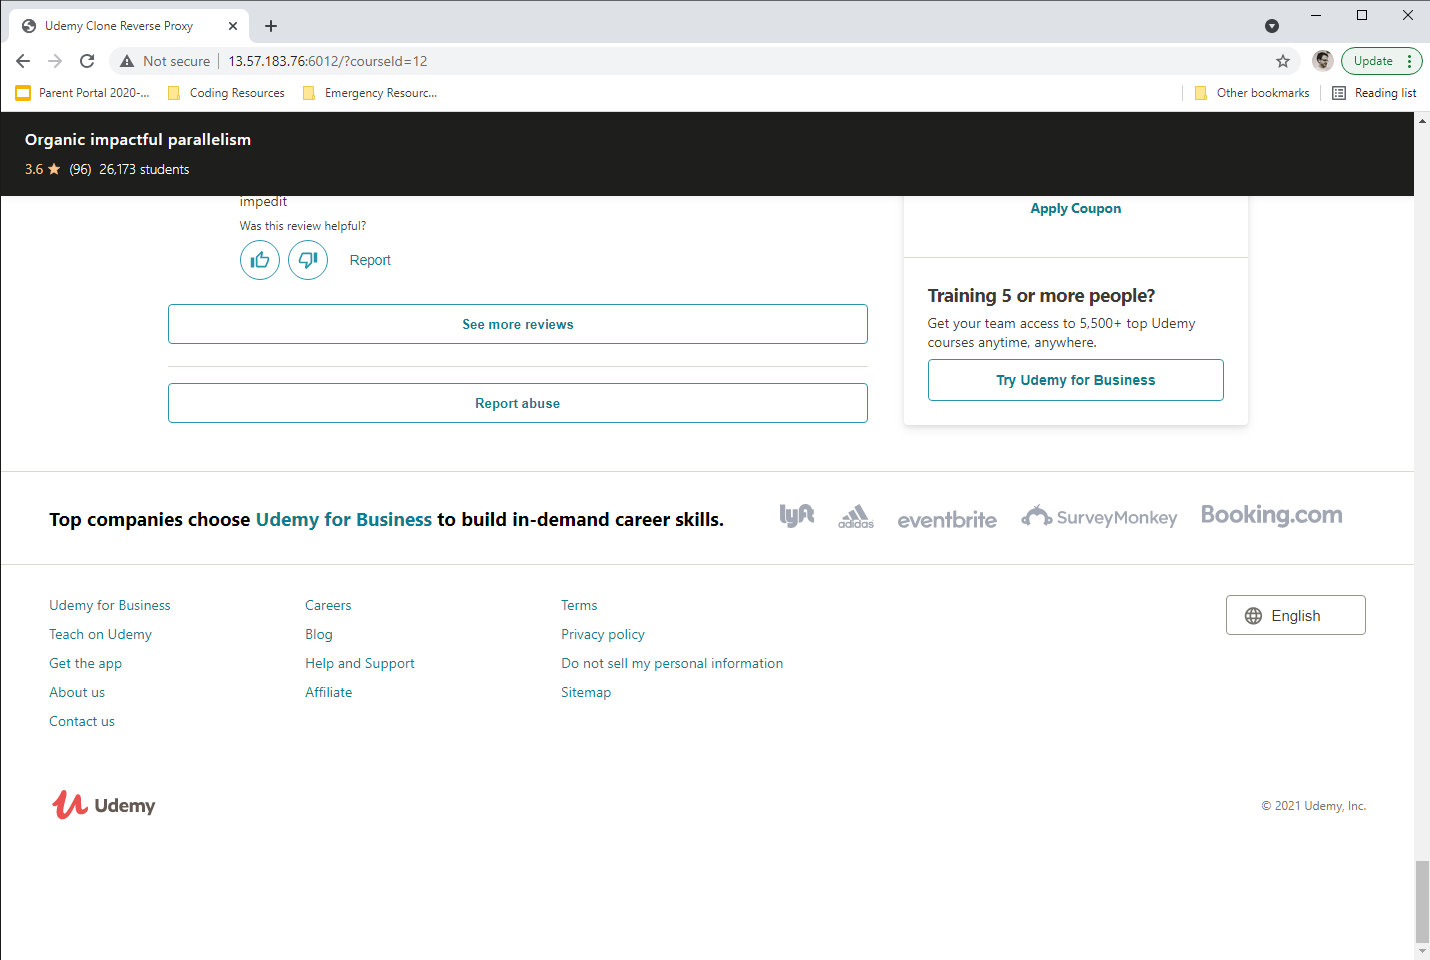 Udemy Clone Reverse Proxy
Not secure
13.57.183.76:6012/?courseId=12
Update
Parent Portal 2020-...
Coding Resources
Emergency Resourc...
Other bookmarks
Reading list
Organic impactful parallelism
3.6 ★ (96) 26,173 students
impedit
Was this review helpful?
Report
See more reviews
Report abuse
Apply Coupon
Training 5 or more people?
Get your team access to 5,500+ top Udemy
courses anytime, anywhere.
Try Udemy for Business
Top companies choose Udemy for Business to build in-demand career skills.
lyft
adidas
eventbrite
SurveyMonkey
Booking.com
Udemy for Business
Teach on Udemy
Get the app
About us
Contact us
Careers
Blog
Help and Support
Affiliate
Terms
Privacy policy
Do not sell my personal information
Sitemap
English
Udemy
© 2021 Udemy, Inc.